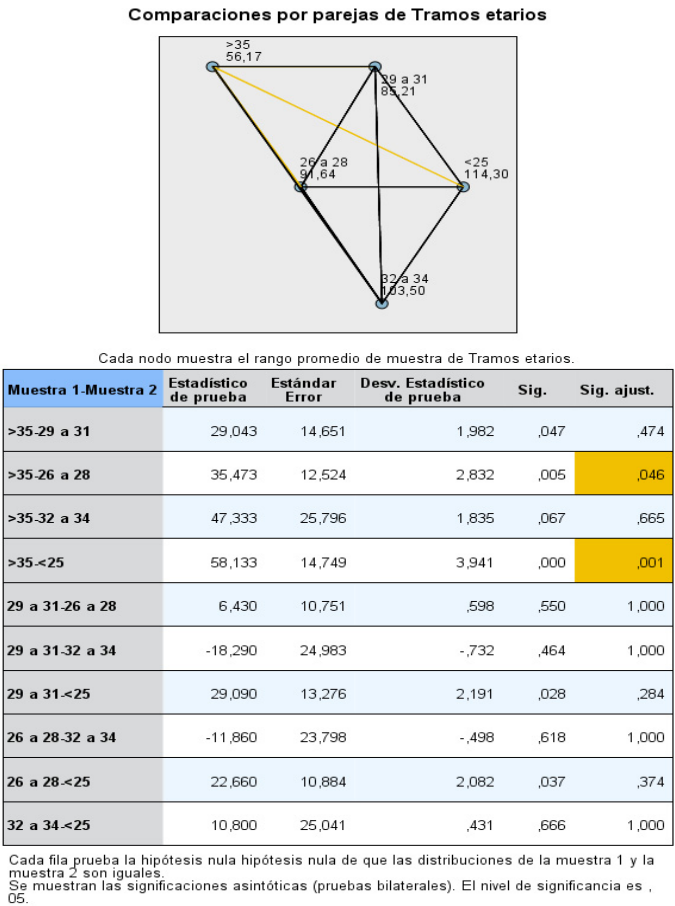 Comparaciones por parejas de Tramos etarios
>35
56,17
29 a 31
85,21
26 a 28
91,64
<25
114,30
32 a 34
103,50
Cada nodo muestra el rango promedio de muestra de Tramos etarios.
Muestra 1-Muestra 2 Estadístico de prueba Estándar Error Desv. Estadístico de prueba Sig. Sig. ajust.
>35-29 a 31 29,043 14,651 1,982 ,047 ,474
>35-26 a 28 35,473 12,524 2,832 ,005 ,046
>35-32 a 34 47,333 25,796 1,835 ,067 ,665
>35-<25 58,133 14,749 3,941 ,000 ,001
29 a 31-26 a 28 6,430 10,751 ,598 ,550 1,000
29 a 31-32 a 34 -18,290 24,983 -,732 ,464 1,000
29 a 31-<25 29,090 13,276 2,191 ,028 ,284
26 a 28-32 a 34 -11,860 23,798 -,498 ,618 1,000
26 a 28-<25 22,660 10,884 2,082 ,037 ,374
32 a 34-<25 10,800 25,041 ,431 ,666 1,000
Cada fila prueba la hipótesis nula hipótesis nula de que las distribuciones de la muestra 1 y la
muestra 2 son iguales.
Se muestran las significaciones asintóticas (pruebas bilaterales). El nivel de significancia es ,
05.